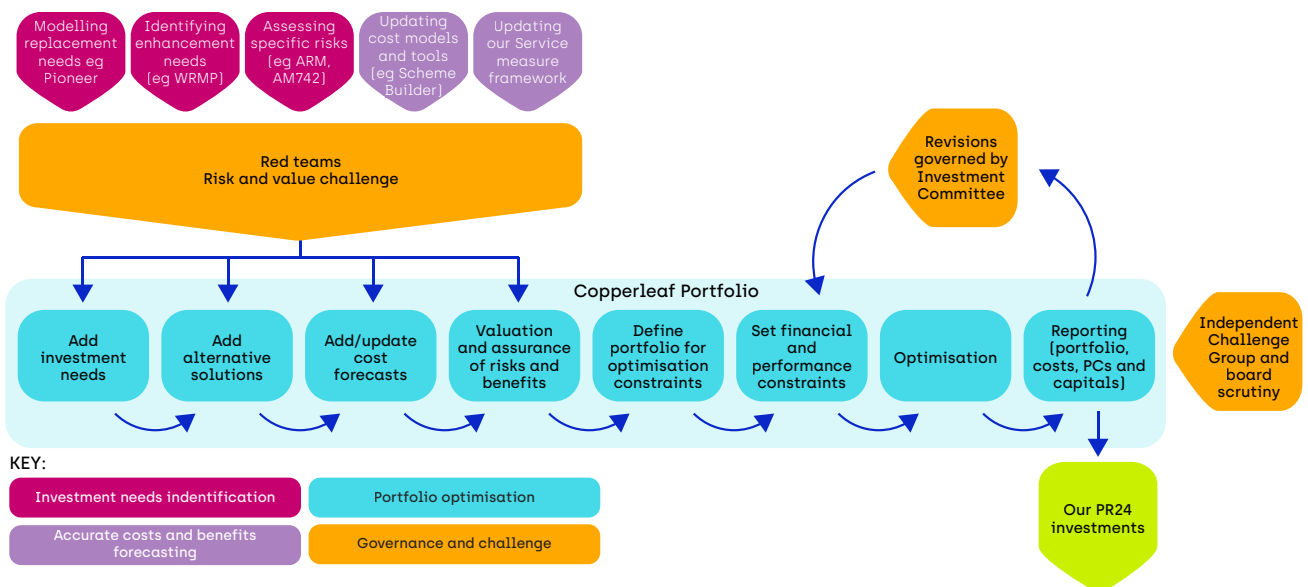 Modelling
replacement
needs eg
Pioneer
Identifying
enhancement
needs
(eg WRMP)
Assessing
specific risks
(eg ARM,
AM742)
Updating
cost models
and tools
(eg Scheme
Builder)
Updating
our Service
measure
framework
Red teams
Risk and value challenge
Revisions
governed by
Investment
Committee
Copperleaf Portfolio
Add
investment
needs
Add
alternative
solutions
Add/update
cost
forecasts
Valuation
and assurance
of risks and
benefits
Define
portfolio for
optimisation
constraints
Set financial
and
performance
constraints
Optimisation
Reporting
(portfolio,
costs, PCs and
capitals)
Independent
Challenge
Group and
board
scrutiny
KEY:
Investment needs indentification
Portfolio optimisation
Accurate costs and benefits
forecasting
Governance and challenge
Our PR24
investments